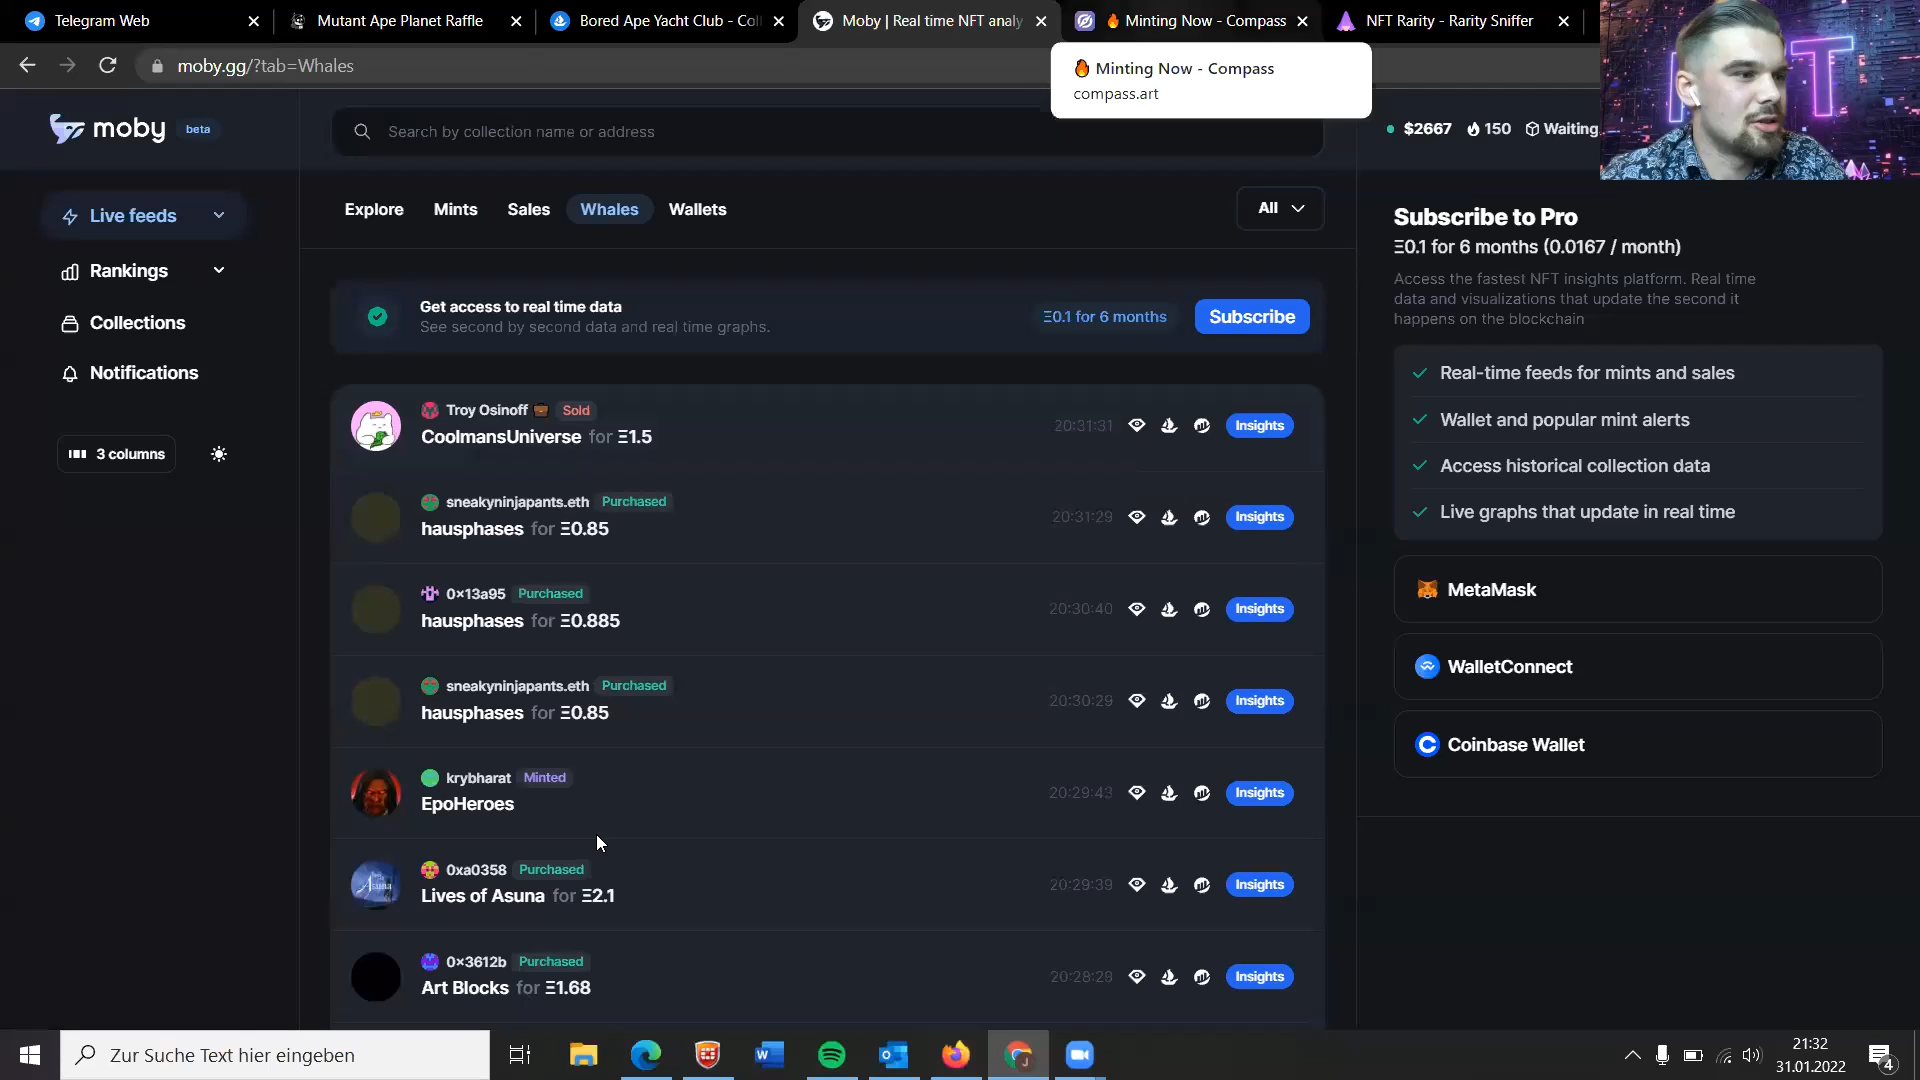 Telegram Web
Mutant Ape Planet Raffle
Bored Ape Yacht Club - Col
Moby | Real time NFT analy
🔥 Minting Now - Compass
NFT Rarity - Rarity Sniffer
moby.gg/?tab=Whales
🔥 Minting Now - Compass
compass.art
moby beta
Search by collection name or address
$2667 150 Waiting
Live feeds
Rankings
Collections
Notifications
3 columns
Explore Mints Sales Whales Wallets
All
Get access to real time data
See second by second data and real time graphs.
Ξ0.1 for 6 months
Subscribe
Troy Osinoff 💼 Sold
CoolmansUniverse for Ξ1.5
20:31:31
Insights
sneakyninjapants.eth Purchased
hausphases for Ξ0.85
20:31:29
Insights
0×13a95 Purchased
hausphases for Ξ0.885
20:30:40
Insights
sneakyninjapants.eth Purchased
hausphases for Ξ0.85
20:30:29
Insights
krybharat Minted
EpoHeroes
20:29:43
Insights
0xa0358 Purchased
Lives of Asuna for Ξ2.1
20:29:39
Insights
0×3612b Purchased
Art Blocks for Ξ1.68
20:28:28
Insights
Subscribe to Pro
Ξ0.1 for 6 months (0.0167 / month)
Access the fastest NFT insights platform. Real time
data and visualizations that update the second it
happens on the blockchain
Real-time feeds for mints and sales
Wallet and popular mint alerts
Access historical collection data
Live graphs that update in real time
MetaMask
WalletConnect
Coinbase Wallet
Zur Suche Text hier eingeben
21:32
31.01.2022
4